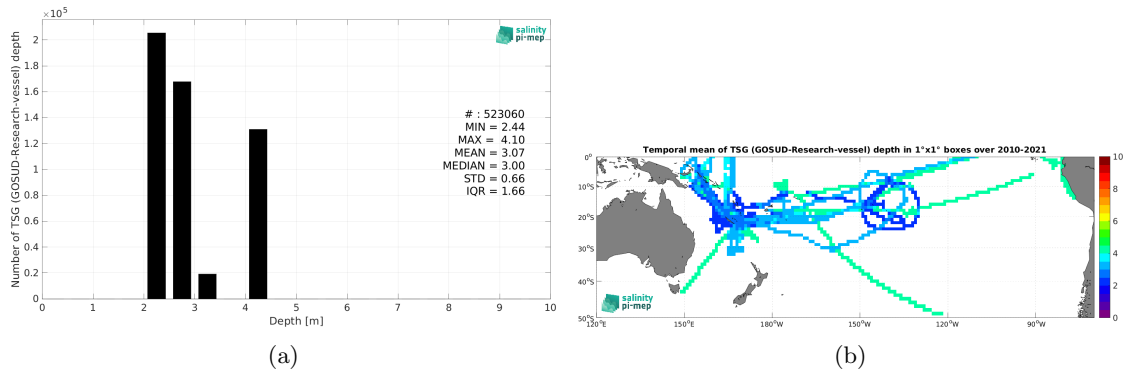 ×10⁵
2
1.8
1.6
1.4
1.2
1
0.8
0.6
0.4
0.2
0
Number of TSG (GOSUD-Research-vessel) depth
0 1 2 3 4 5 6 7 8 9 10
Depth [m]
salinity
pi-mep
# : 523060
MIN = 2.44
MAX = 4.10
MEAN = 3.07
MEDIAN = 3.00
STD = 0.66
IQR = 1.66
(a)
Temporal mean of TSG (GOSUD-Research-vessel) depth in 1°x1° boxes over 2010-2021
0°
10°S
20°S
30°S
40°S
50°S
120°E 150°E 180°W 150°W 120°W 90°W
salinity
pi-mep
10
9
8
7
6
5
4
3
2
1
0
(b)